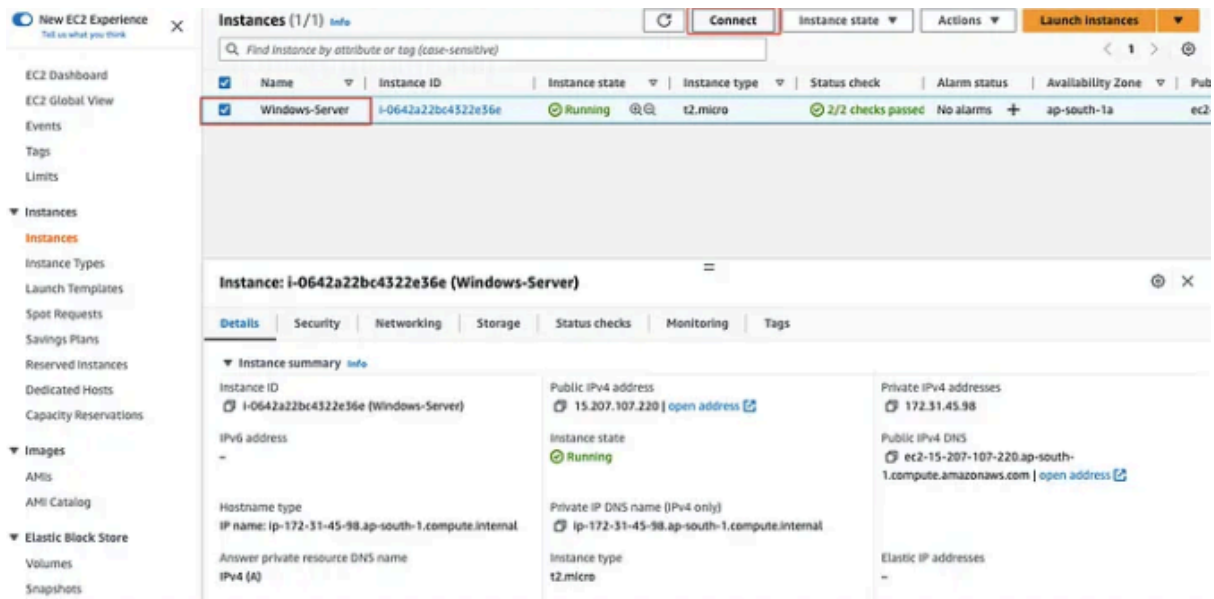 New EC2 Experience
Tell us what you think
EC2 Dashboard
EC2 Global View
Events
Tags
Limits
Instances
Instances
Instance Types
Launch Templates
Spot Requests
Savings Plans
Reserved Instances
Dedicated Hosts
Capacity Reservations
Images
AMIs
AMI Catalog
Elastic Block Store
Volumes
Snapshots
Instances (1/1) Info
Connect
Instance state
Actions
Launch instances
Find instance by attribute or tag (case-sensitive)
1
Name Instance ID Instance state Instance type Status check Alarm status Availability Zone Pub
Windows-Server i-0642a22bc4322e36e Running t2.micro 2/2 checks passed No alarms + ap-south-1a ec2-
Instance: i-0642a22bc4322e36e (Windows-Server)
Details Security Networking Storage Status checks Monitoring Tags
Instance summary Info
Instance ID
i-0642a22bc4322e36e (Windows-Server)
Public IPv4 address
15.207.107.220 | open address
Private IPv4 addresses
172.31.45.98
IPv6 address
–
Instance state
Running
Public IPv4 DNS
ec2-15-207-107-220.ap-south-
1.compute.amazonaws.com | open address
Hostname type
IP name: ip-172-31-45-98.ap-south-1.compute.internal
Private IP DNS name (IPv4 only)
ip-172-31-45-98.ap-south-1.compute.internal
Answer private resource DNS name
IPv4 (A)
Instance type
t2.micro
Elastic IP addresses
–